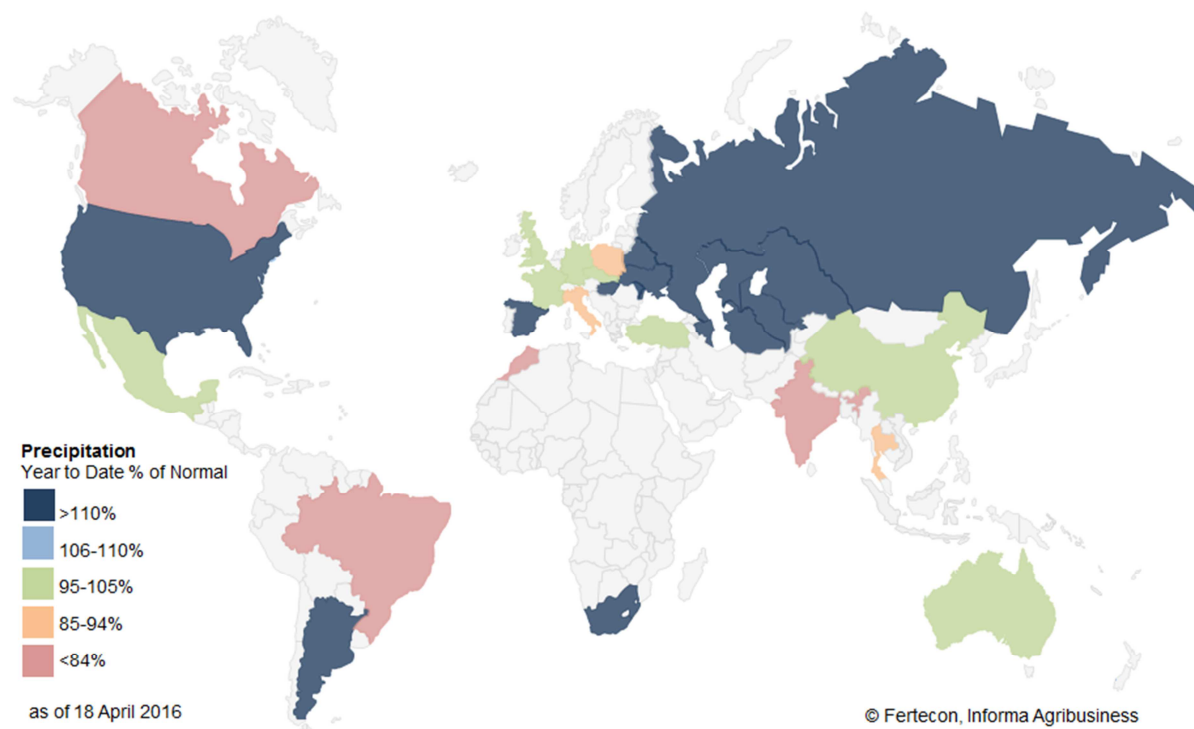 Precipitation
Year to Date % of Normal
>110%
106-110%
95-105%
85-94%
<84%
as of 18 April 2016
© Fertecon, Informa Agribusiness